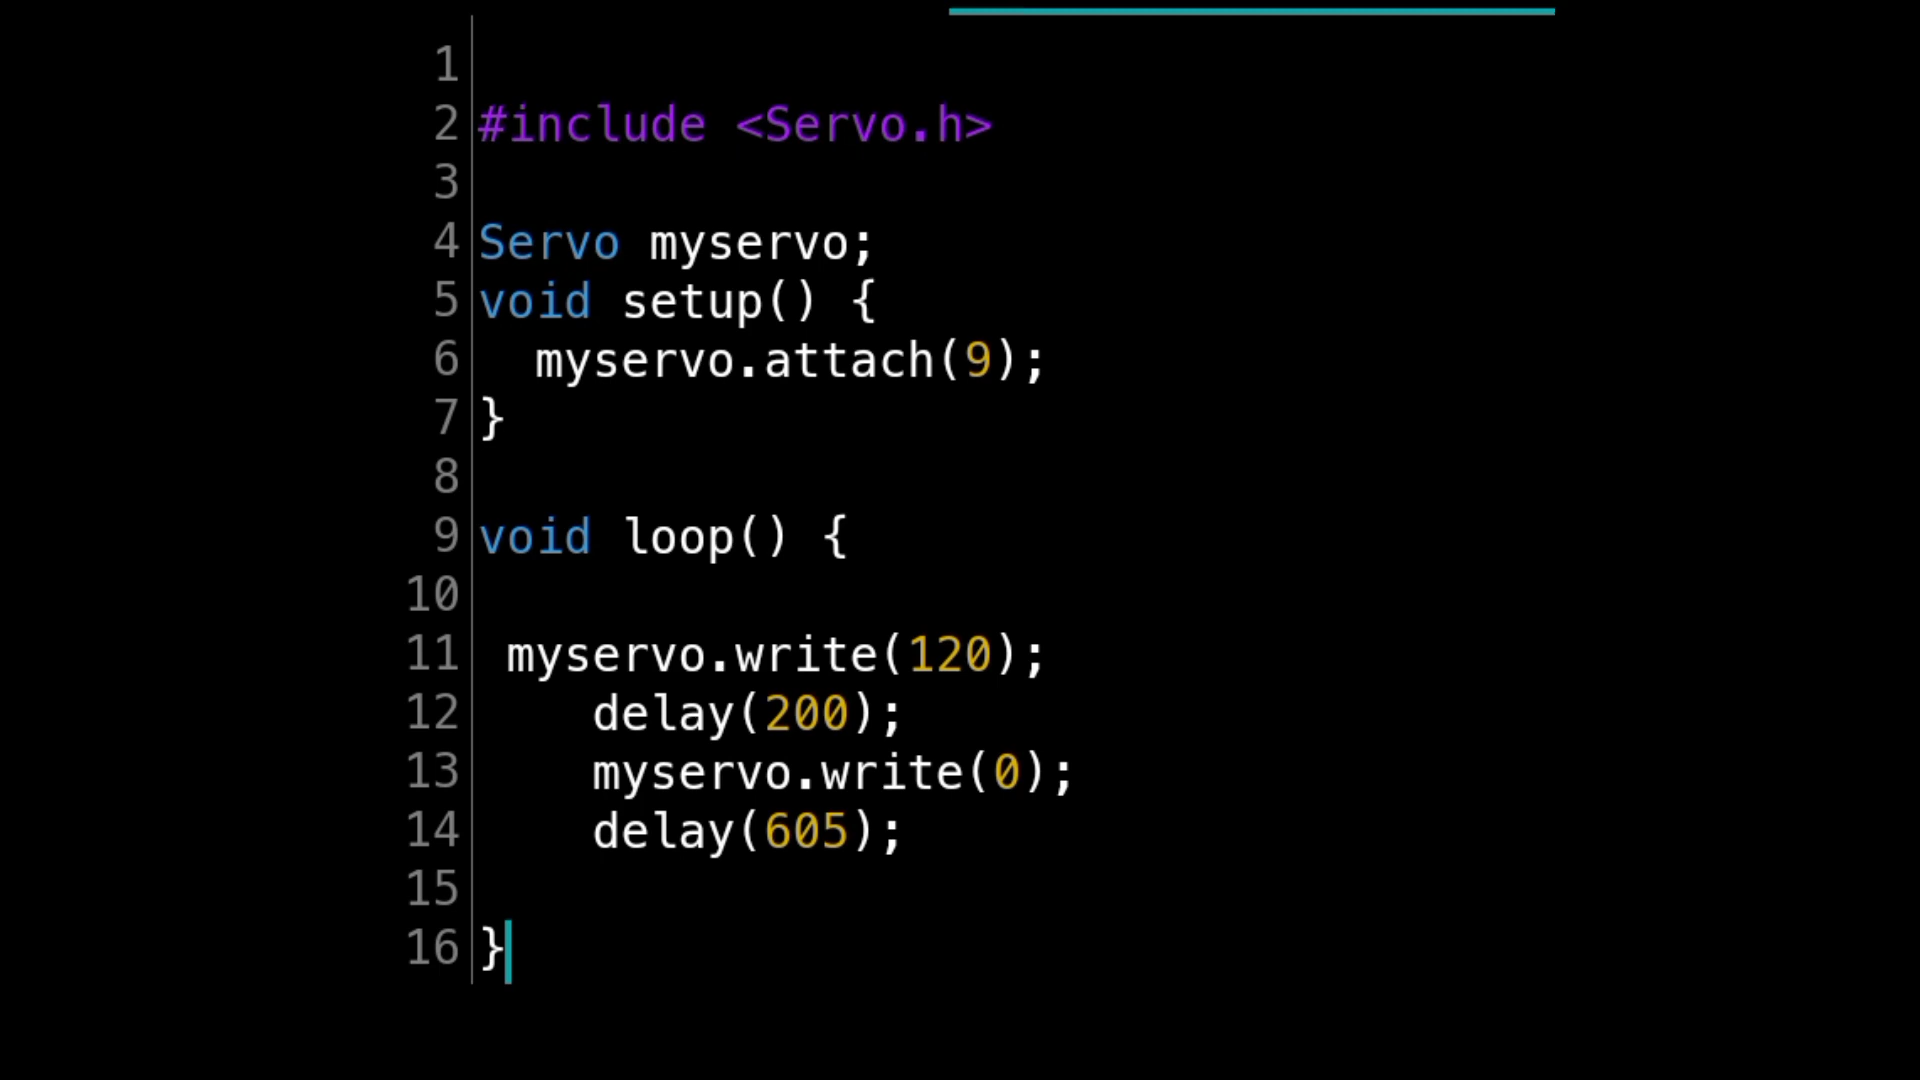 1
2 #include <Servo.h>
3
4 Servo myservo;
5 void setup() {
6   myservo.attach(9);
7 }
8
9 void loop() {
10
11  myservo.write(120);
12     delay(200);
13     myservo.write(0);
14     delay(605);
15
16 }